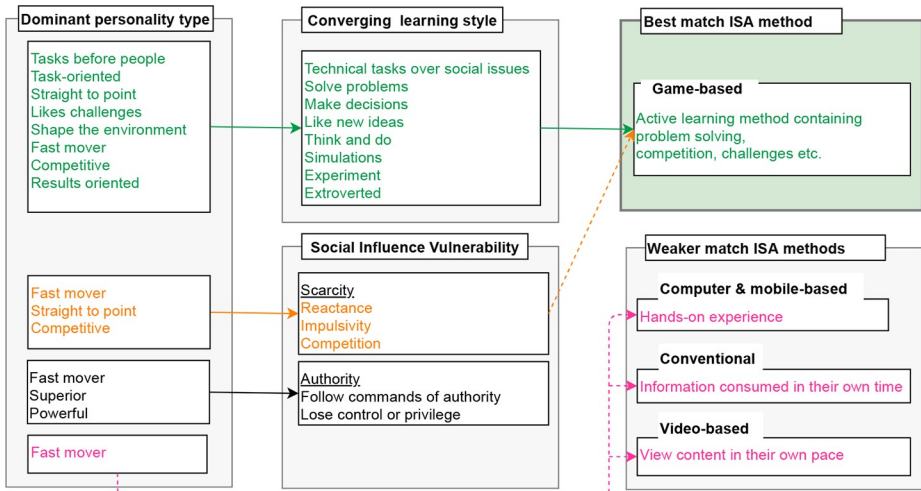 Dominant personality type
Tasks before people
Task-oriented
Straight to point
Likes challenges
Shape the environment
Fast mover
Competitive
Results oriented
Fast mover
Straight to point
Competitive
Fast mover
Superior
Powerful
Fast mover
Converging learning style
Technical tasks over social issues
Solve problems
Make decisions
Like new ideas
Think and do
Simulations
Experiment
Extroverted
Social Influence Vulnerability
Scarcity
Reactance
Impulsivity
Competition
Authority
Follow commands of authority
Lose control or privilege
Best match ISA method
Game-based
Active learning method containing
problem solving,
competition, challenges etc.
Weaker match ISA methods
Computer & mobile-based
Hands-on experience
Conventional
Information consumed in their own time
Video-based
View content in their own pace